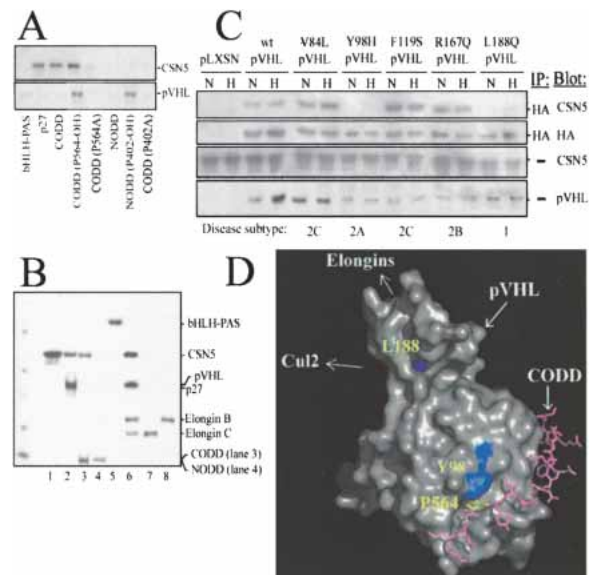 A
CSN5
pVHL
bHLH-PAS
p27
CODD
CODD (P564-OH)
CODD (P564A)
NODD
NODD (P402-OH)
CODD (P402A)
C
pLXSN
wt pVHL
V84L pVHL
Y98H pVHL
F119S pVHL
R167Q pVHL
L188Q pVHL
IP: Blot:
N H N H N H N H N H N H N H
HA CSN5
HA HA
- CSN5
- pVHL
Disease subtype: 2C 2A 2C 2B 1
B
bHLH-PAS
CSN5
pVHL
p27
Elongin B
Elongin C
CODD (lane 3)
NODD (lane 4)
1 2 3 4 5 6 7 8
D
Elongins
pVHL
L188
Cul2
CODD
Y98
P564